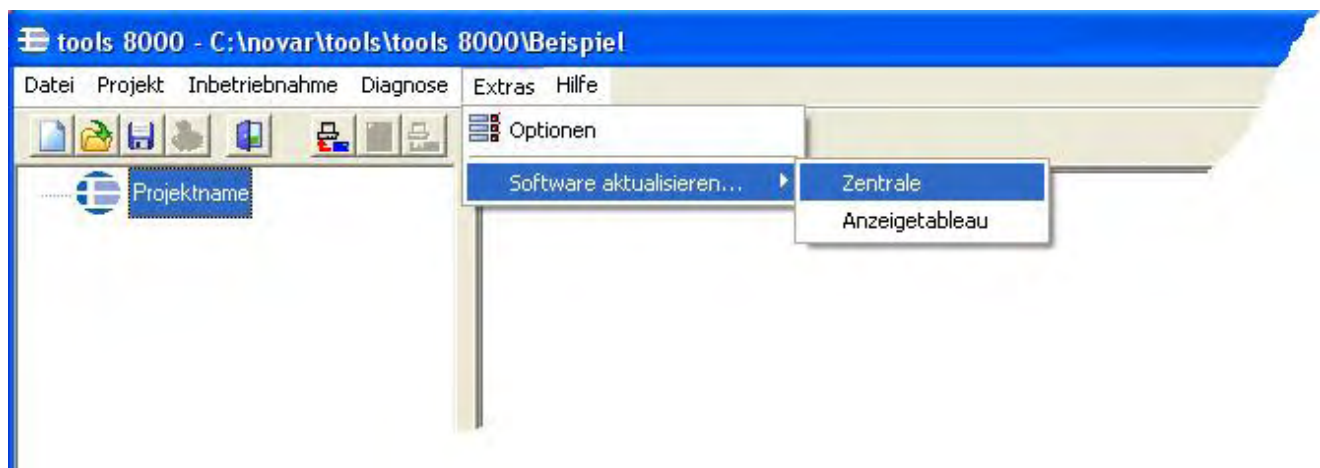 tools 8000 - C:\novar\tools\tools 8000\Beispiel
Datei Projekt Inbetriebnahme Diagnose Extras Hilfe
Optionen
Projektname
Software aktualisieren...
Zentrale
Anzeigetableau